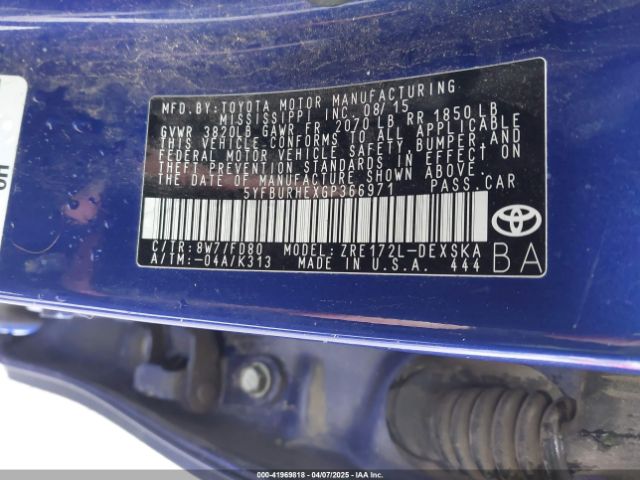 MFD.BY:TOYOTA MOTOR MANUFACTURING
MISSISSIPPI INC. 08/15
GVWR 3820LB GAWR FR 2070 LB RR 1850 LB
THIS VEHICLE CONFORMS TO ALL APPLICABLE
FEDERAL MOTOR VEHICLE SAFETY, BUMPER,AND
THEFT PREVENTION STANDARDS IN EFFECT ON
THE DATE OF MANUFACTURE SHOWN ABOVE.
5YFBURHEXGP366971 PASS.CAR
C/TR:8W7/FD80 MODEL: ZRE172L-DEXSKA
A/TM:-04A/K313 MADE IN U.S.A. 444
BA
000-41969818 - 04/07/2025 - IAAI, Inc.